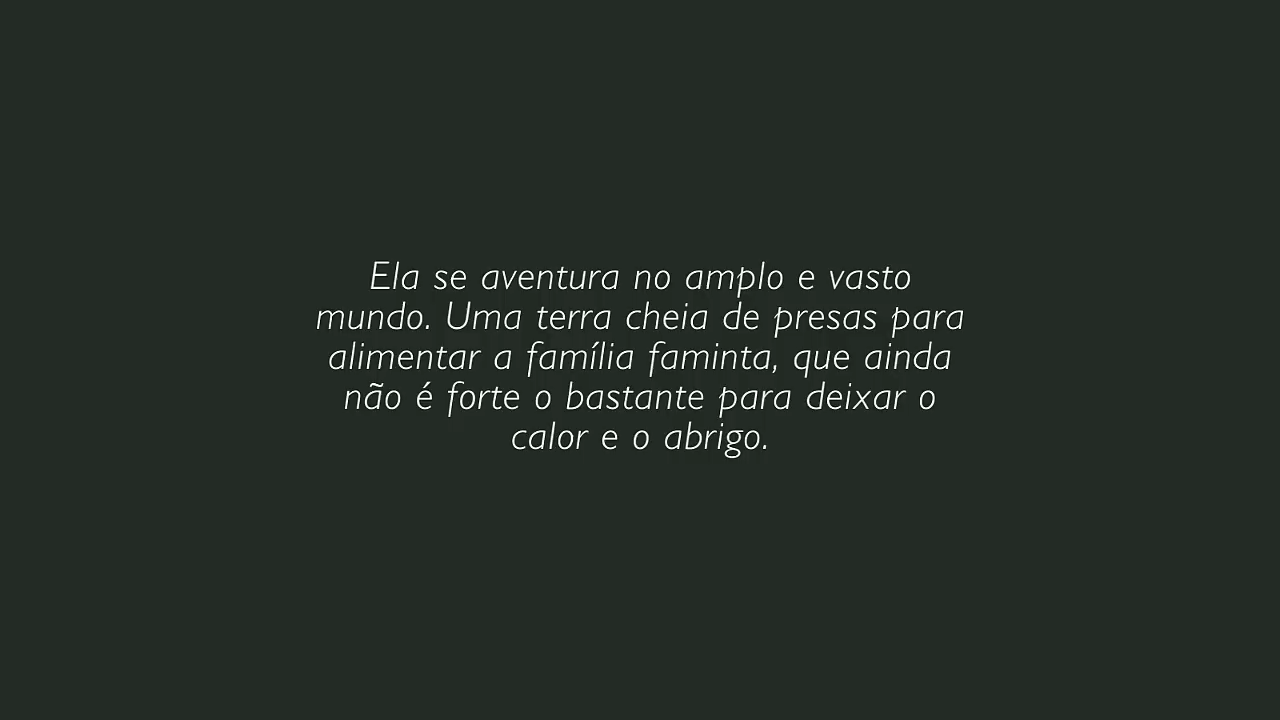 Ela se aventura no amplo e vasto
mundo. Uma terra cheia de presas para
alimentar a família faminta, que ainda
não é forte o bastante para deixar o
calor e o abrigo.